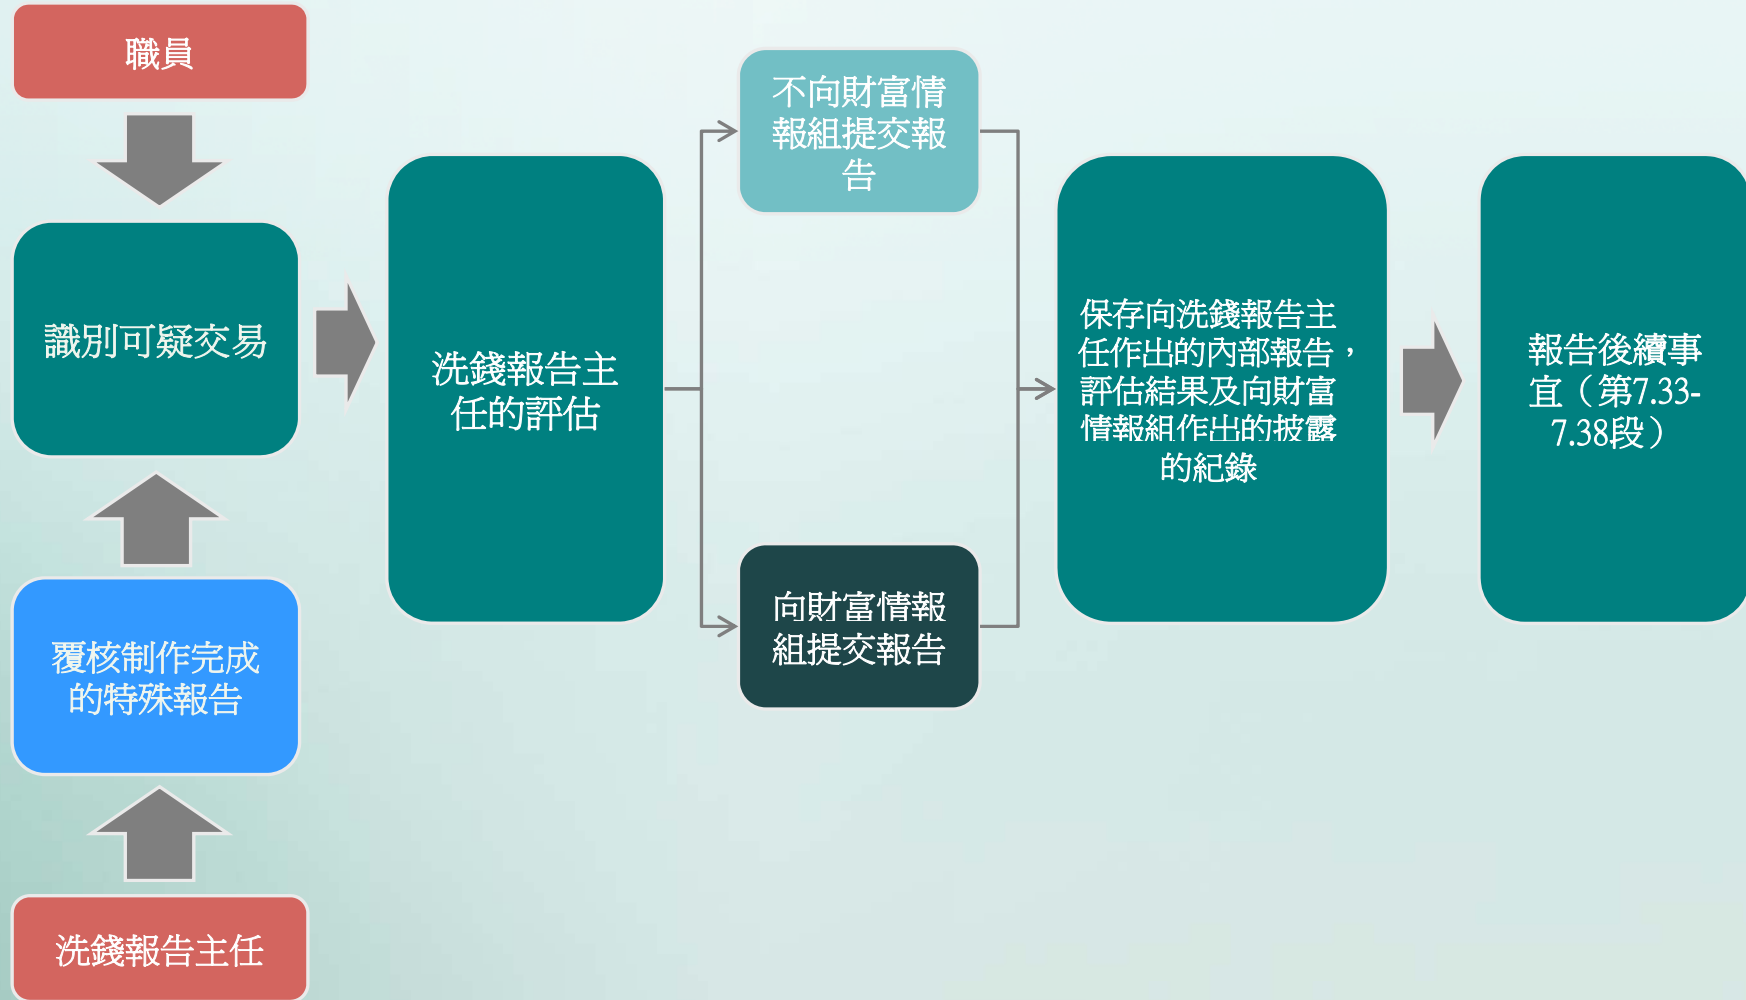 職員
識別可疑交易
覆核制作完成
的特殊報告
洗錢報告主任
洗錢報告主
任的評估
不向財富情
報組提交報
告
向財富情報
組提交報告
保存向洗錢報告主
任作出的內部報告，
評估結果及向財富
情報組作出的披露
的紀錄
報告後續事
宜（第7.33-
7.38段）